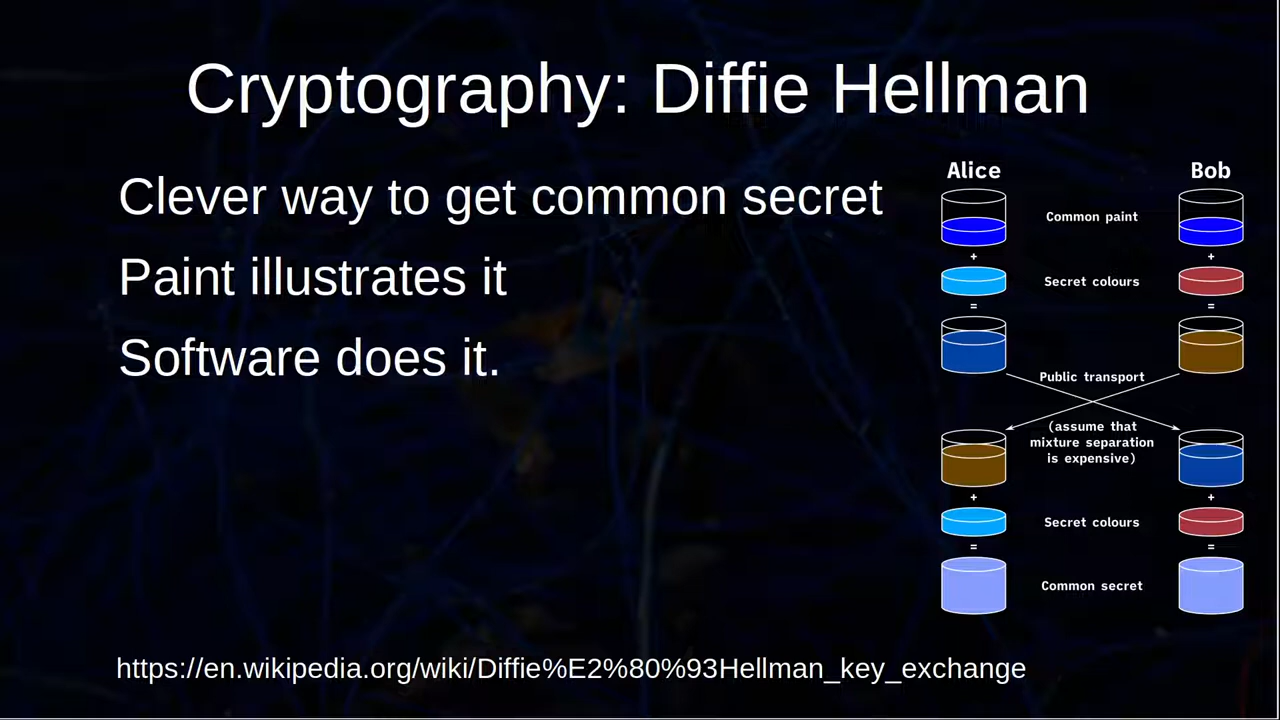 Cryptography: Diffie Hellman
Clever way to get common secret
Paint illustrates it
Software does it.
Alice Bob
Common paint
+ +
Secret colours
= =
Public transport
(assume that
mixture separation
is expensive)
+ +
Secret colours
= =
Common secret
https://en.wikipedia.org/wiki/Diffie%E2%80%93Hellman_key_exchange